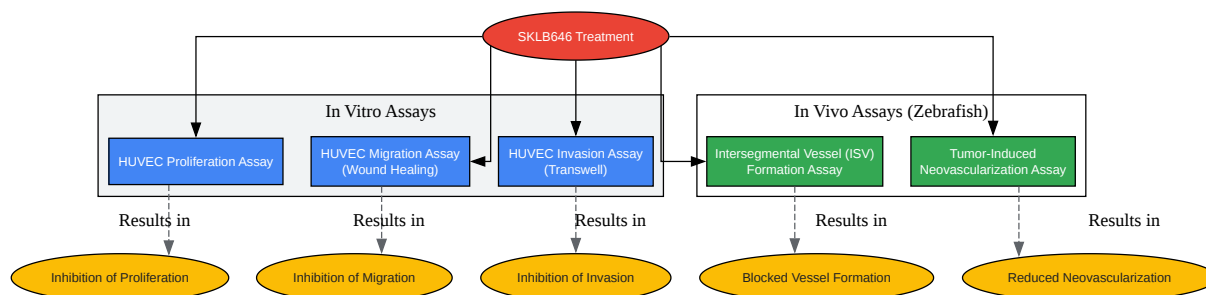 SKLB646 Treatment
In Vitro Assays
In Vivo Assays (Zebrafish)
HUVEC Proliferation Assay
HUVEC Migration Assay
(Wound Healing)
HUVEC Invasion Assay
(Transwell)
Intersegmental Vessel (ISV)
Formation Assay
Tumor-Induced
Neovascularization Assay
Results in
Results in
Results in
Results in
Results in
Inhibition of Proliferation
Inhibition of Migration
Inhibition of Invasion
Blocked Vessel Formation
Reduced Neovascularization